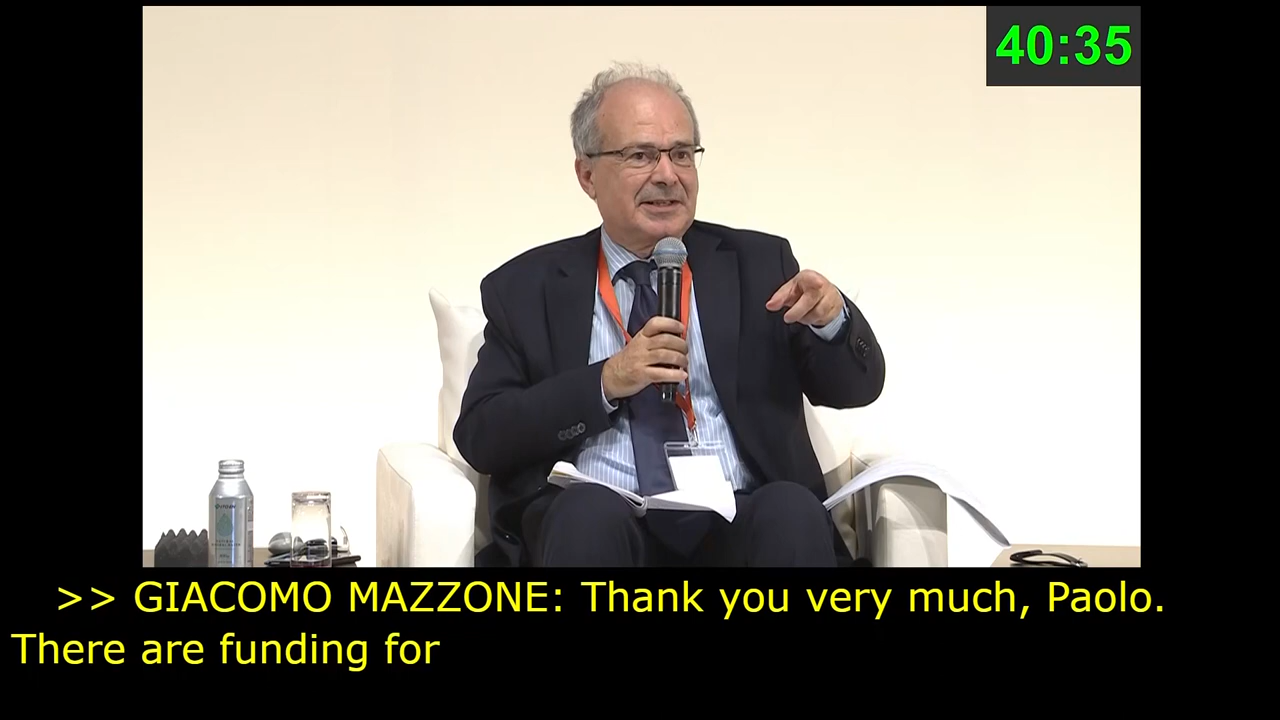 40:35
>> GIACOMO MAZZONE: Thank you very much, Paolo.
There are funding for